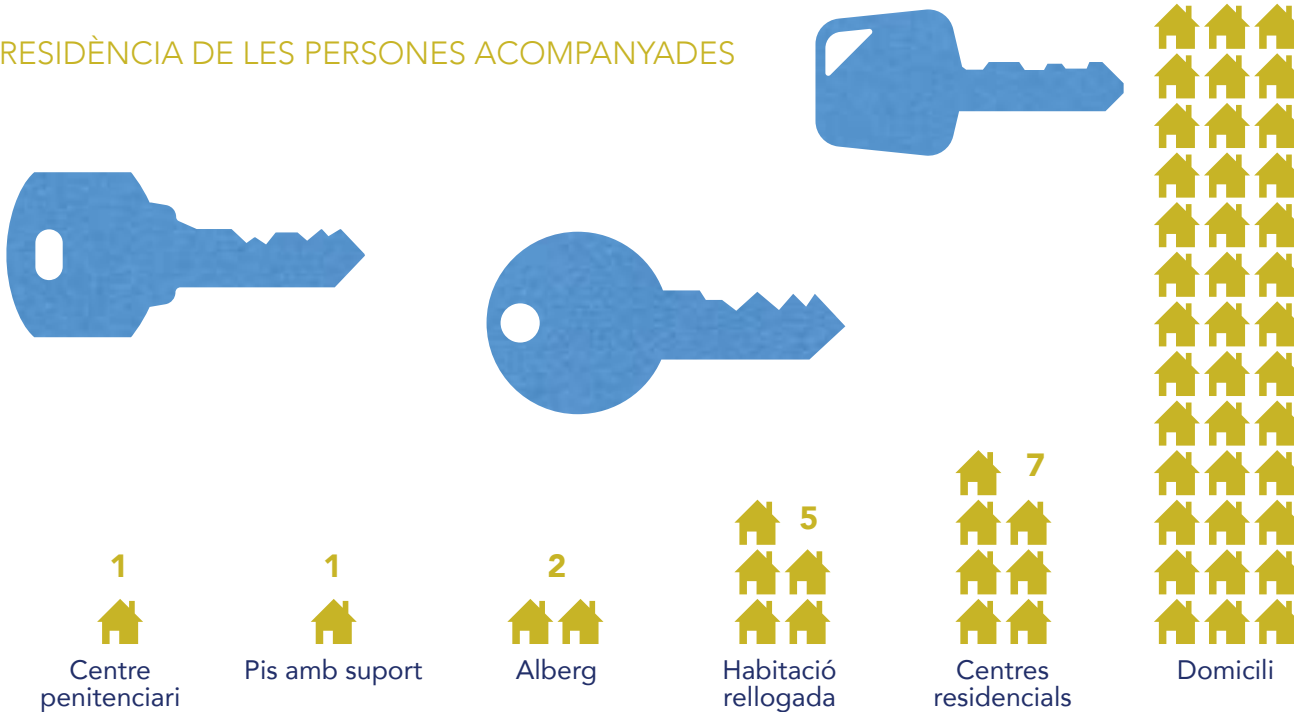 RESIDÈNCIA DE LES PERSONES ACOMPANYADES
7
5
1
1
2
Centre
penitenciari
Pis amb suport
Alberg
Habitació
rellogada
Centres
residencials
Domicili